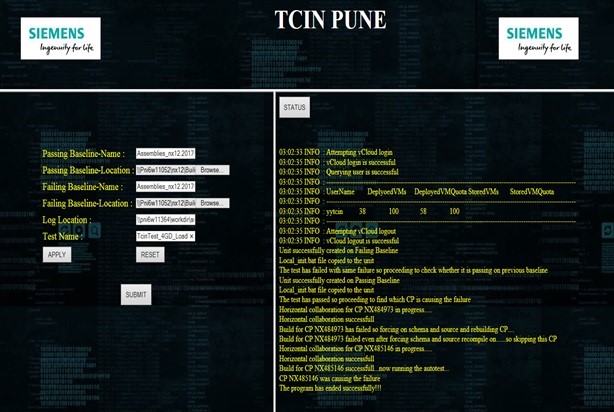 TCIN PUNE
SIEMENS
Ingenuity for life.
SIEMENS
Ingenuity for life.
Passing Baseline-Name :
Assemblies_nx12.2017
Passing Baseline-Location :
Browse...
Failing Baseline-Name :
Assemblies_nx12.2017
Failing Baseline-Location :
Browse...
Log Location :
Test Name :
TcinTest_4GD_Load ×
APPLY
RESET
SUBMIT
STATUS
03:02:33 INFO : Attempting vCloud login
03:02:35 INFO : vCloud login is successful
03:02:35 INFO : Querying user is successful
03:02:35 INFO :
03:02:35 INFO : UserName DeplyoedVMs DeployedVMQuota StoredVMs StoredVMQuota
03:02:35 INFO :
03:02:35 INFO : yytcin 38 100 58 100
03:02:35 INFO :
03:02:35 INFO : Attempting vCloud logout
03:02:35 INFO : vCloud logout is successful
Unit successfully created on Failing Baseline
Local_init bat file copied to the unit
The test has failed with same failure so proceeding to check whether it is passing on previous baseline
Unit successfully created on Passing Baseline
Local_init bat file copied to the unit
The test has passed so proceeding to find which CP is causing the failure
Horizontal collaboration for CP NX484973 in progress.....
Horizontal collaboration successfull
Build for CP NX484973 has failed so forcing on schema and source and rebuilding CP....
Build for CP NX484973 failed even after forcing schema and source recompile on......so skipping this CP
Horizontal collaboration for CP NX485146 in progress.....
Horizontal collaboration successfull
Build for CP NX485146 successfull...now running the autotest...
CP NX485146 was causing the failure
The program has ended successfully!!!